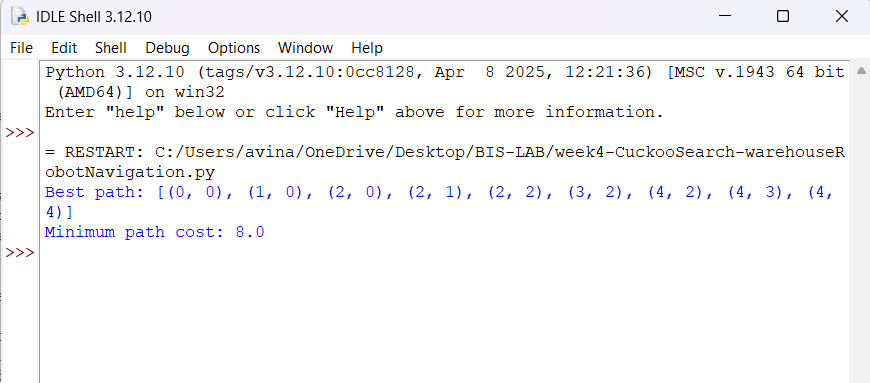 IDLE Shell 3.12.10
File Edit Shell Debug Options Window Help
Python 3.12.10 (tags/v3.12.10:0cc8128, Apr  8 2025, 12:21:36) [MSC v.1943 64 bit
 (AMD64)] on win32
Enter "help" below or click "Help" above for more information.
>>>
= RESTART: C:/Users/avina/OneDrive/Desktop/BIS-LAB/week4-CuckooSearch-warehouseR
obotNavigation.py
Best path: [(0, 0), (1, 0), (2, 0), (2, 1), (2, 2), (3, 2), (4, 2), (4, 3), (4,
4)]
Minimum path cost: 8.0
>>>